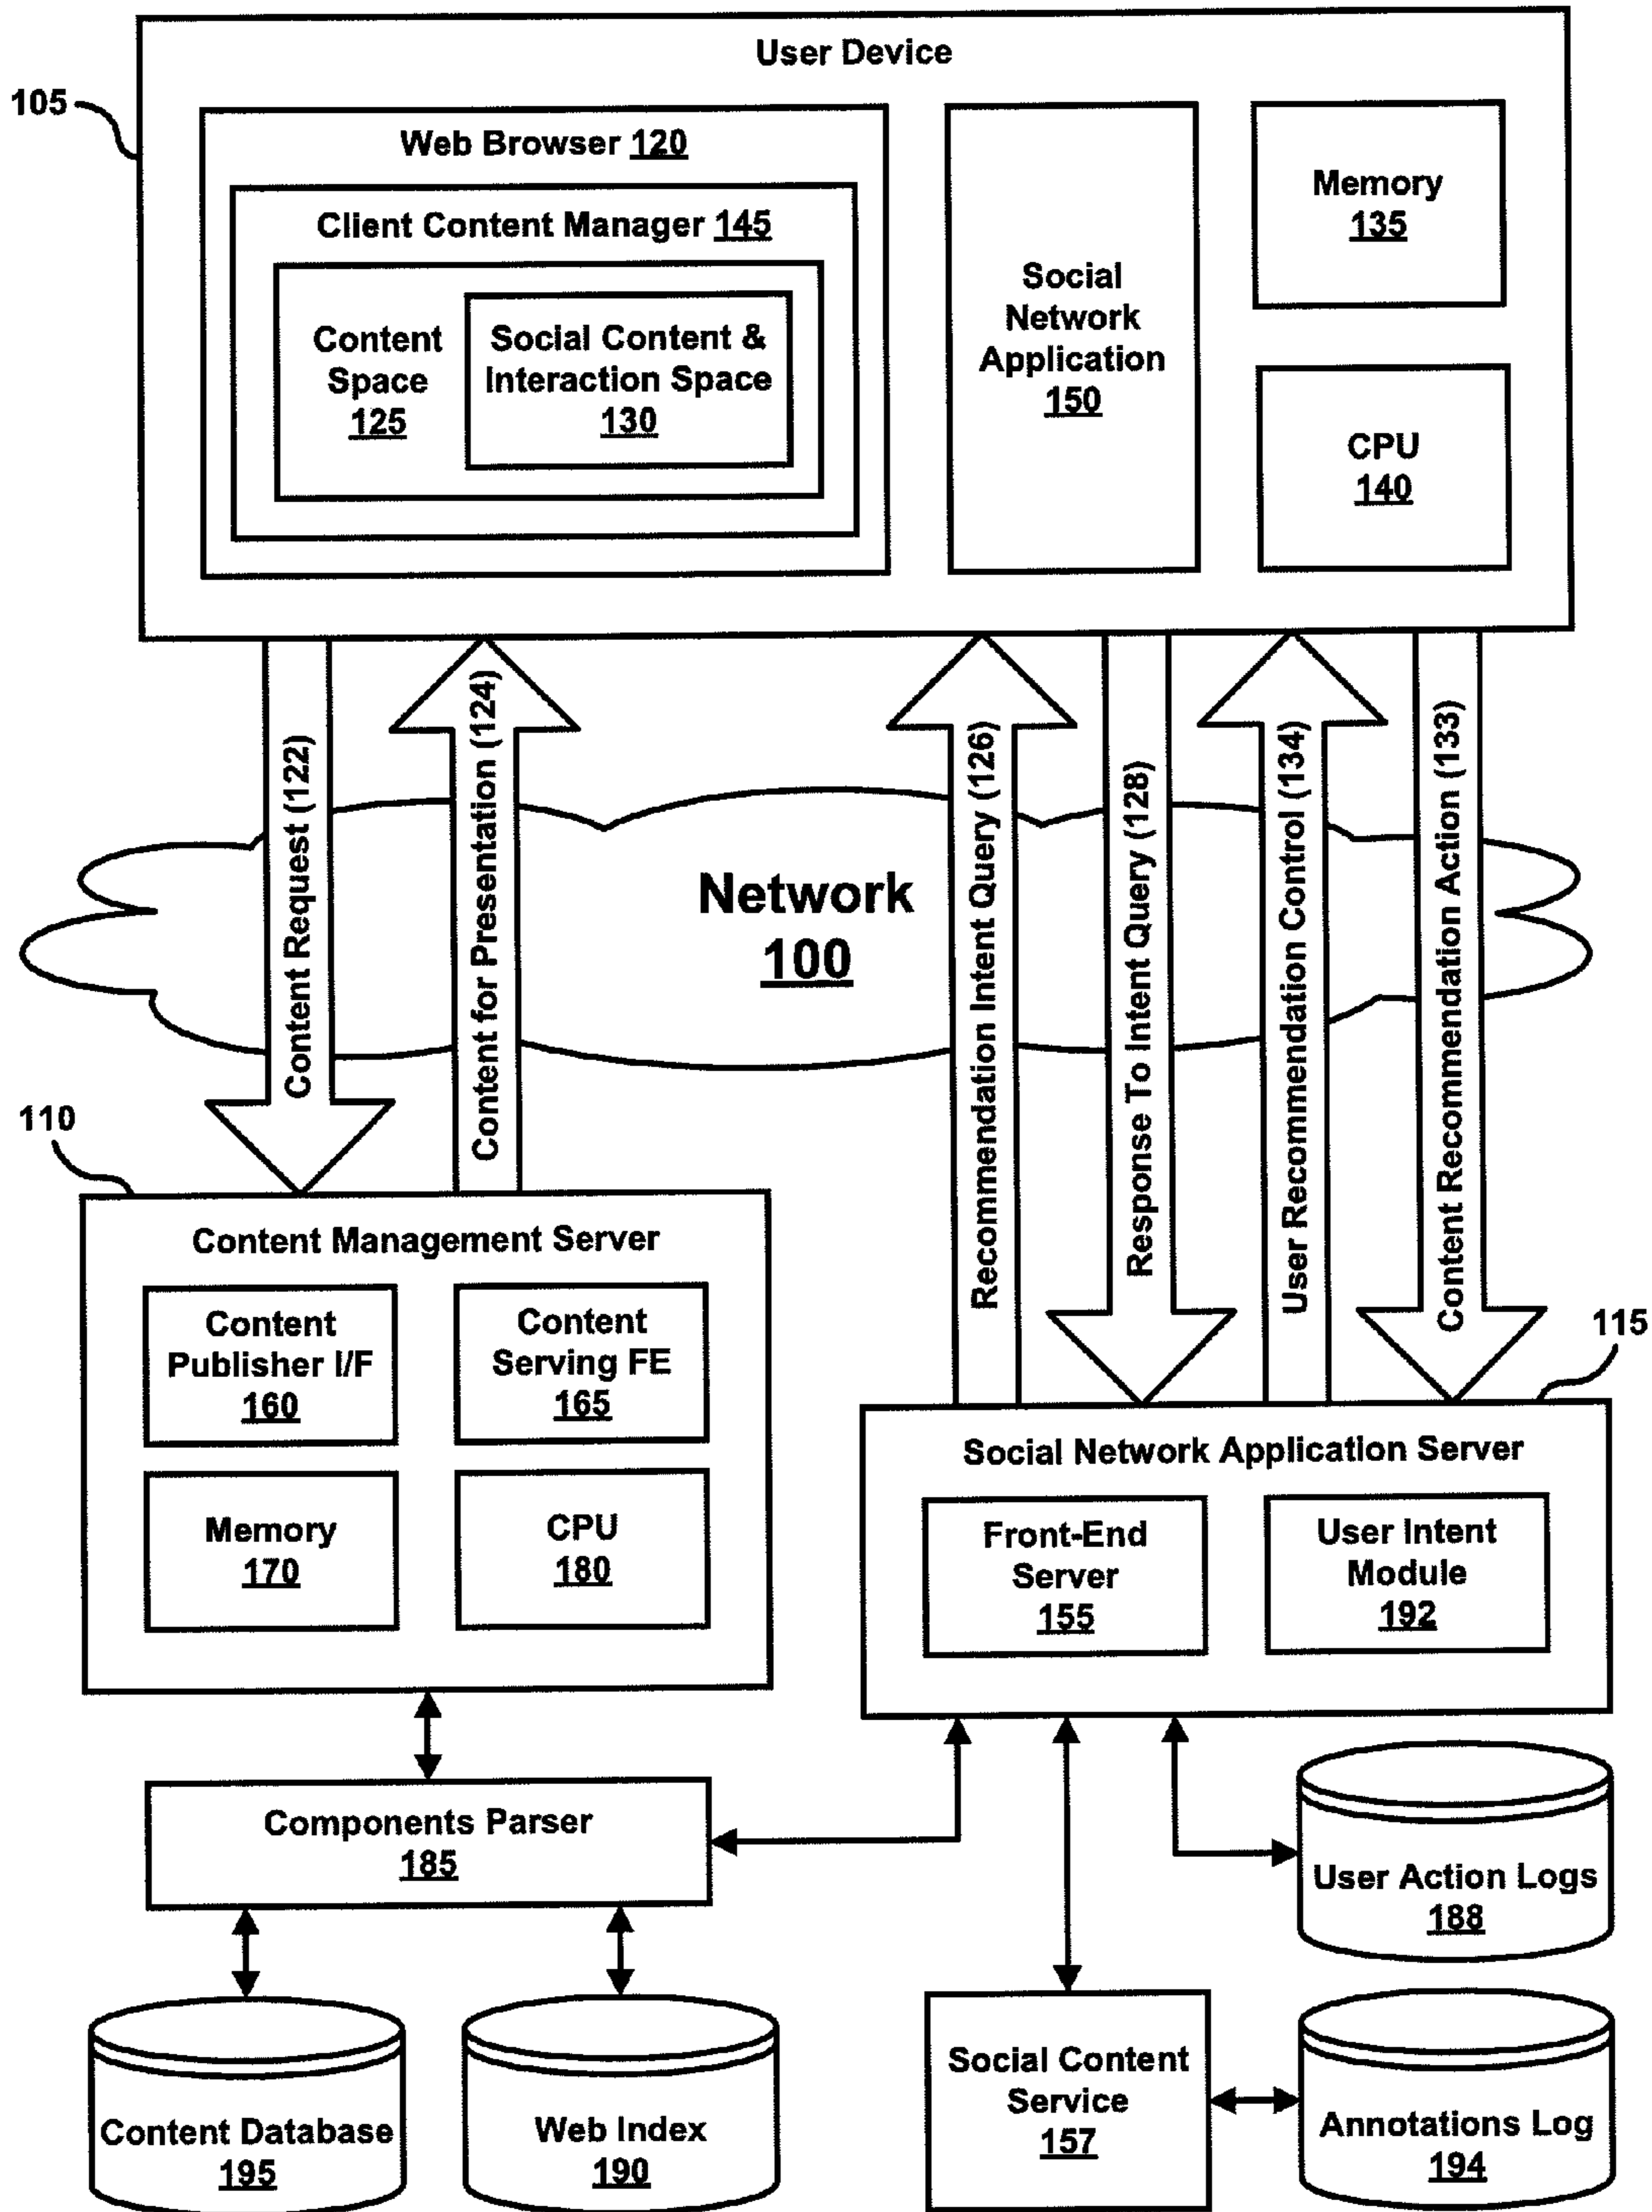 User Device
105
Web Browser 120
Client Content Manager 145
Content
Space
125
Social Content &
Interaction Space
130
Social
Network
Application
150
Memory
135
CPU
140
Content Request (122)
Content for Presentation (124)
Recommendation Intent Query (126)
Response To Intent Query (128)
User Recommendation Control (134)
Content Recommendation Action (133)
Network
100
110
Content Management Server
Content
Publisher I/F
160
Content
Serving FE
165
Memory
170
CPU
180
115
Social Network Application Server
Front-End
Server
155
User Intent
Module
192
Components Parser
185
User Action Logs
188
Content Database
195
Web Index
190
Social Content
Service
157
Annotations Log
194